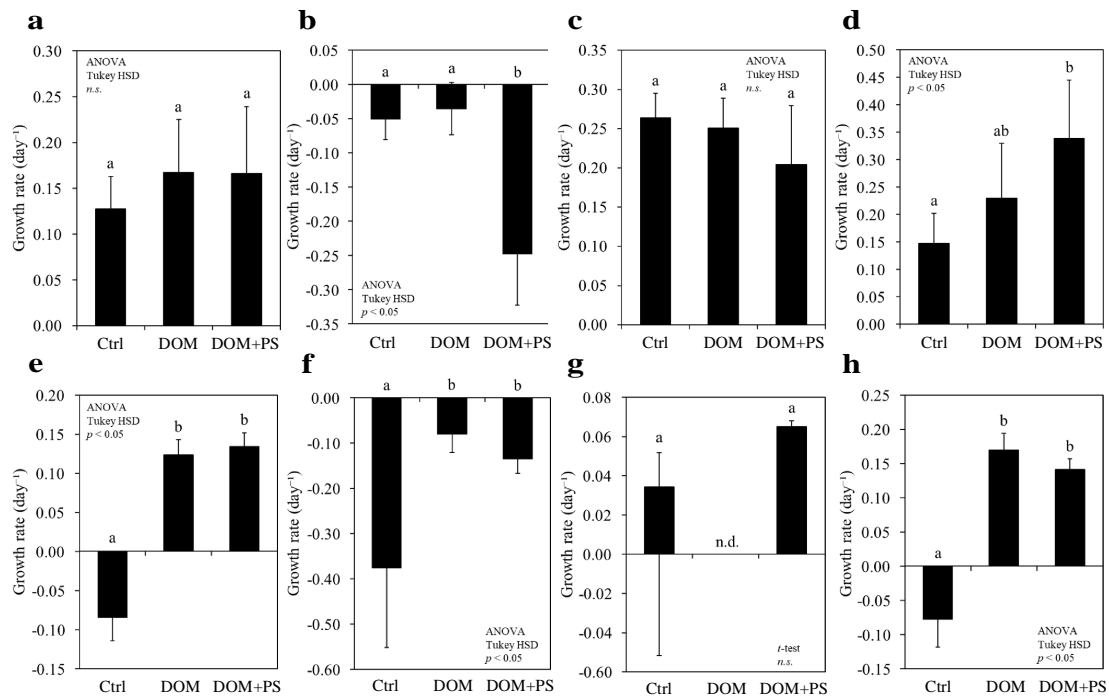 a
Growth rate (day⁻¹)
0.30
0.25
0.20
0.15
0.10
0.05
0.00
ANOVA
Tukey HSD
n.s.
a
a
a
Ctrl DOM DOM+PS
b
Growth rate (day⁻¹)
0.05
0.00
-0.05
-0.10
-0.15
-0.20
-0.25
-0.30
-0.35
a
a
b
ANOVA
Tukey HSD
p < 0.05
Ctrl DOM DOM+PS
c
Growth rate (day⁻¹)
0.35
0.30
0.25
0.20
0.15
0.10
0.05
0.00
ANOVA
Tukey HSD
n.s.
a
a
a
Ctrl DOM DOM+PS
d
Growth rate (day⁻¹)
0.50
0.45
0.40
0.35
0.30
0.25
0.20
0.15
0.10
0.05
0.00
ANOVA
Tukey HSD
p < 0.05
a
ab
b
Ctrl DOM DOM+PS
e
Growth rate (day⁻¹)
0.20
0.15
0.10
0.05
0.00
-0.05
-0.10
-0.15
ANOVA
Tukey HSD
p < 0.05
a
b
b
Ctrl DOM DOM+PS
f
Growth rate (day⁻¹)
0.00
-0.10
-0.20
-0.30
-0.40
-0.50
-0.60
a
b
b
ANOVA
Tukey HSD
p < 0.05
Ctrl DOM DOM+PS
g
Growth rate (day⁻¹)
0.08
0.06
0.04
0.02
0.00
-0.02
-0.04
-0.60
a
n.d.
a
t-test
n.s.
Ctrl DOM DOM+PS
h
Growth rate (day⁻¹)
0.25
0.20
0.15
0.10
0.05
0.00
-0.05
-0.10
-0.15
a
b
b
ANOVA
Tukey HSD
p < 0.05
Ctrl DOM DOM+PS